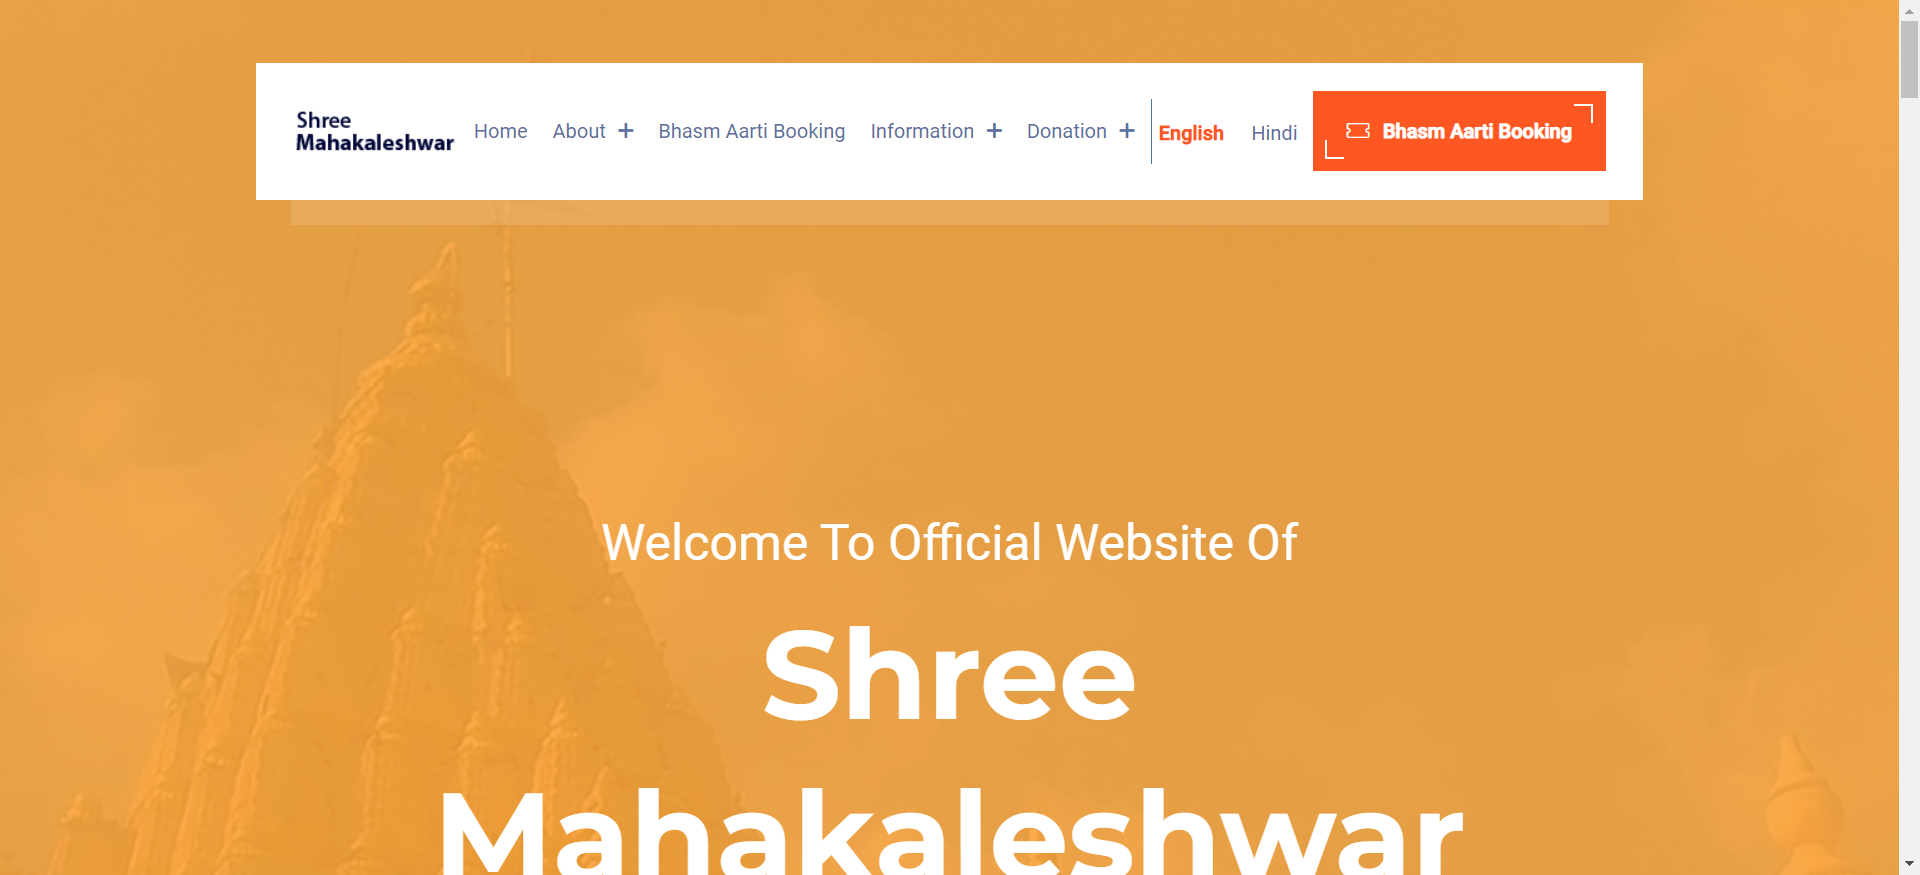 Shree
Mahakaleshwar
Home About Bhasm Aarti Booking Information Donation English Hindi Bhasm Aarti Booking
Welcome To Official Website Of
Shree
Mahakaleshwar